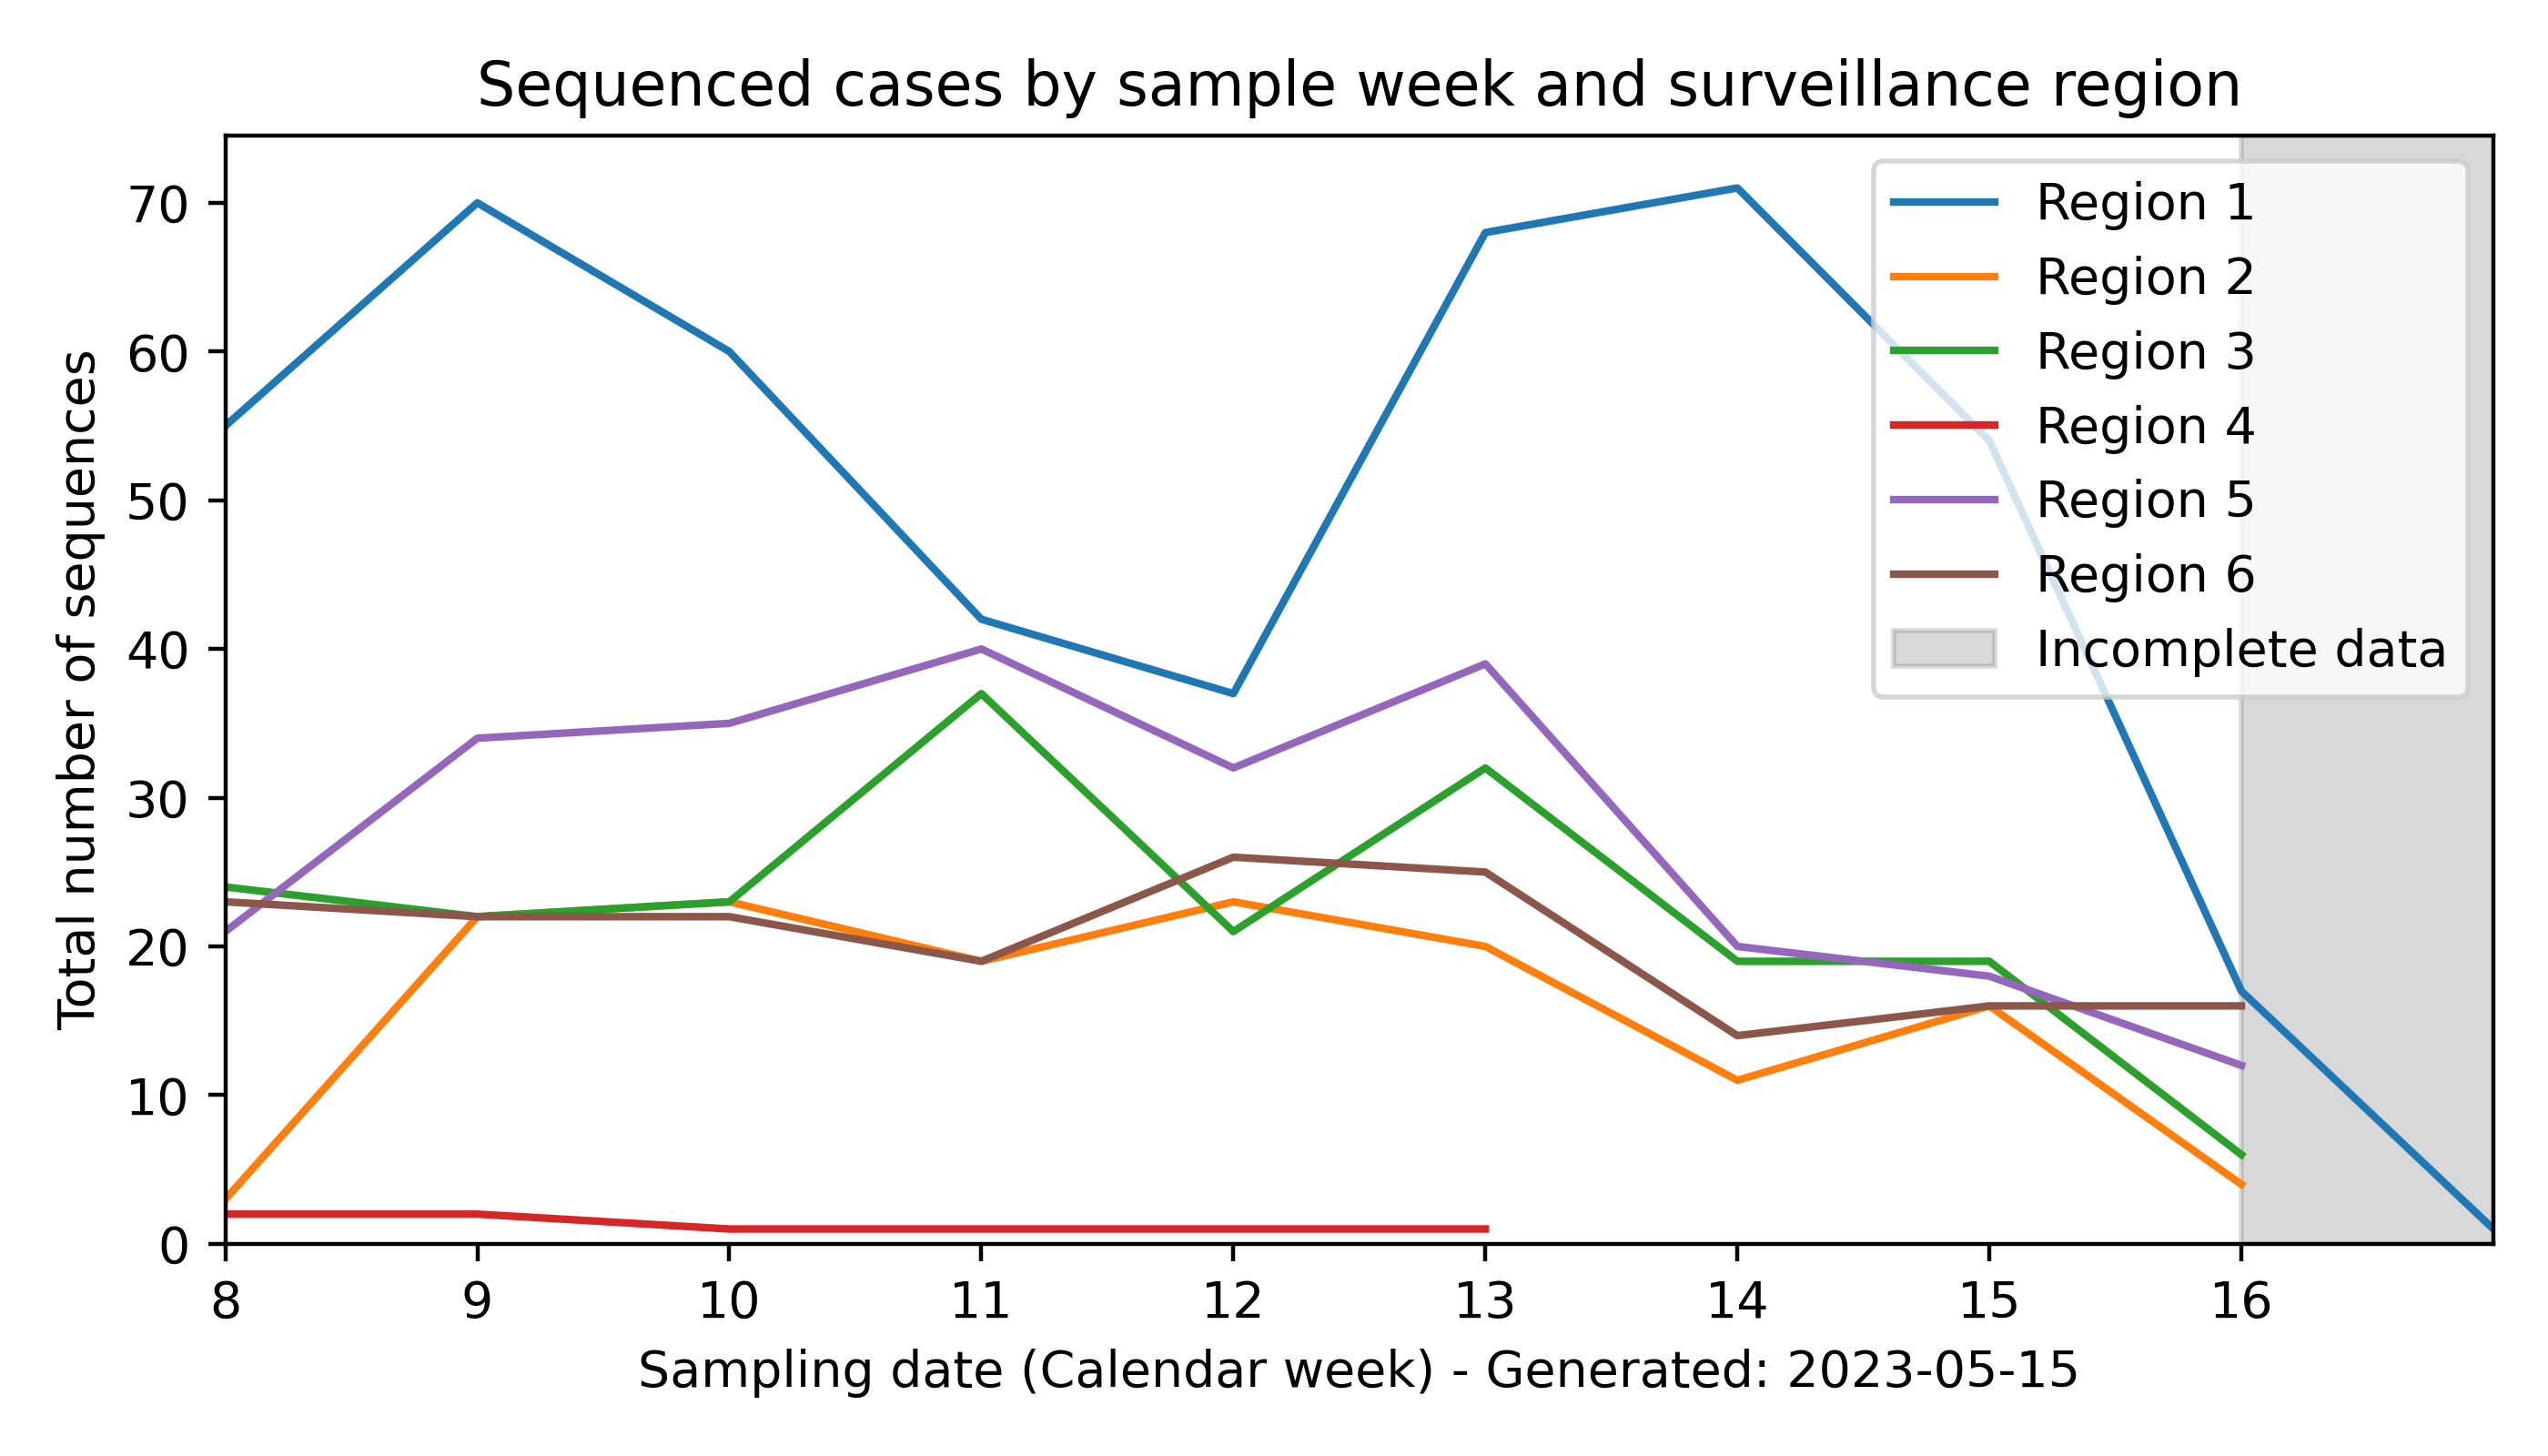 Sequenced cases by sample week and surveillance region
Total number of sequences
70
60
50
40
30
20
10
0
Region 1
Region 2
Region 3
Region 4
Region 5
Region 6
Incomplete data
8 9 10 11 12 13 14 15 16
Sampling date (Calendar week) - Generated: 2023-05-15